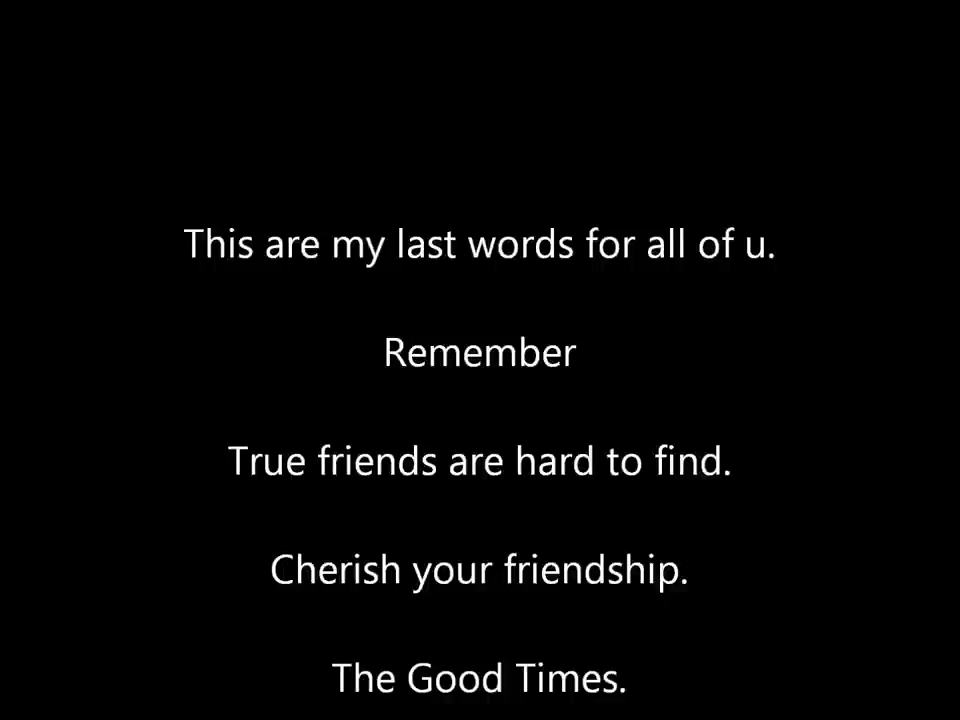 This are my last words for all of u.
Remember
True friends are hard to find.
Cherish your friendship.
The Good Times.